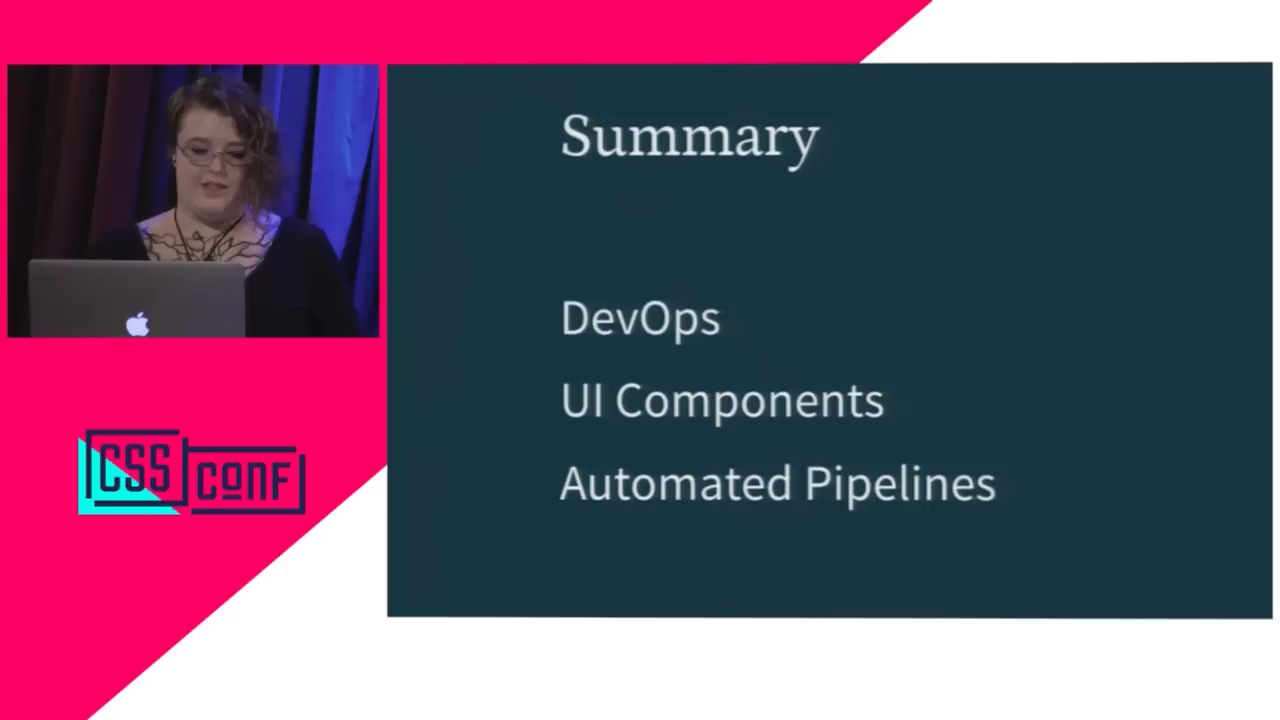 Summary
DevOps
UI Components
Automated Pipelines
CSS
CONF